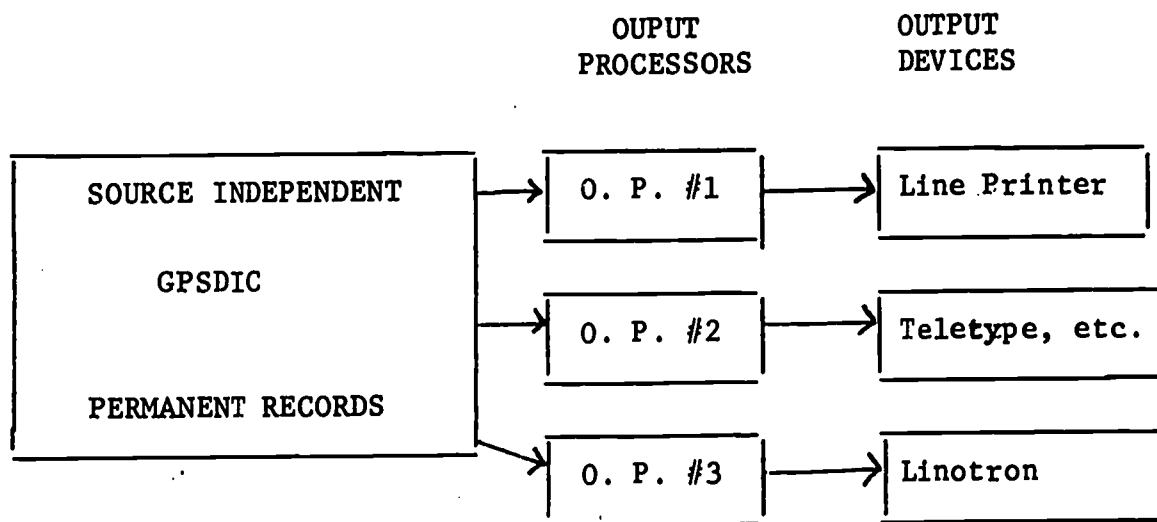 OUPUT
PROCESSORS
OUTPUT
DEVICES
SOURCE INDEPENDENT
GPSDIC
PERMANENT RECORDS
O. P. #1
Line Printer
O. P. #2
Teletype, etc.
O. P. #3
Linotron